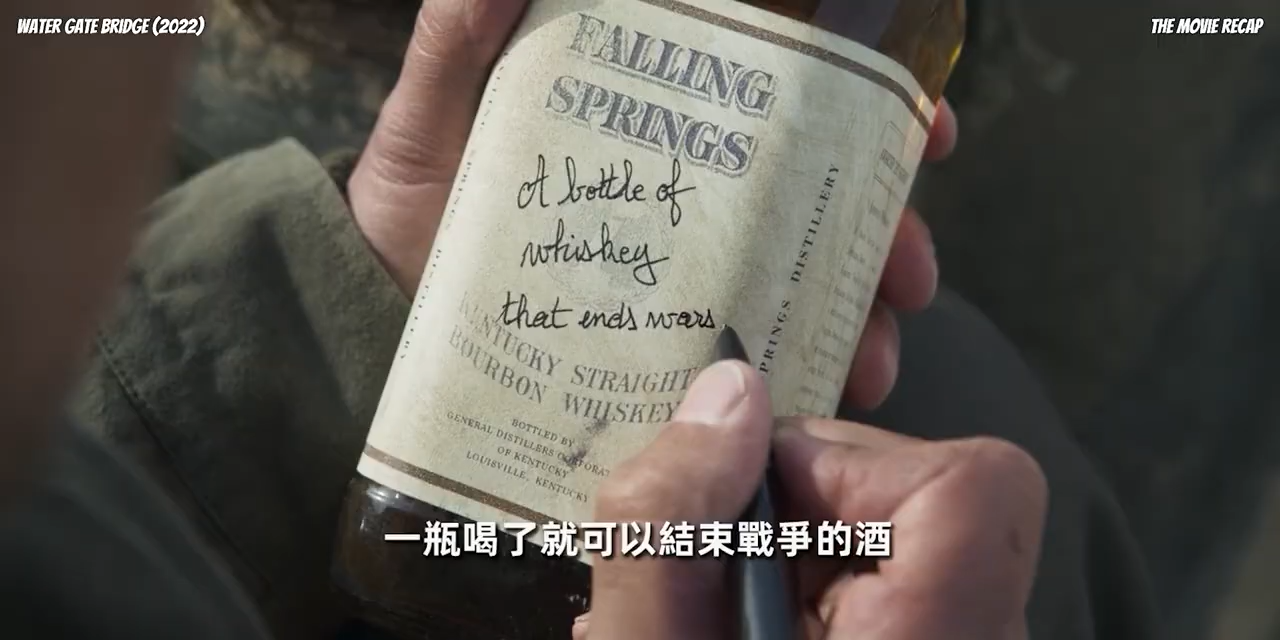 WATER GATE BRIDGE (2022)
THE MOVIE RECAP
FALLING
SPRINGS
A bottle of
whiskey
that ends wars
KENTUCKY STRAIGHT
BOURBON WHISKEY
BOTTLED BY
GENERAL DISTILLERS
OF KENTUCKY
LOUISVILLE, KENTUCKY
SPRINGS DISTILLERY
一瓶喝了就可以結束戰爭的酒